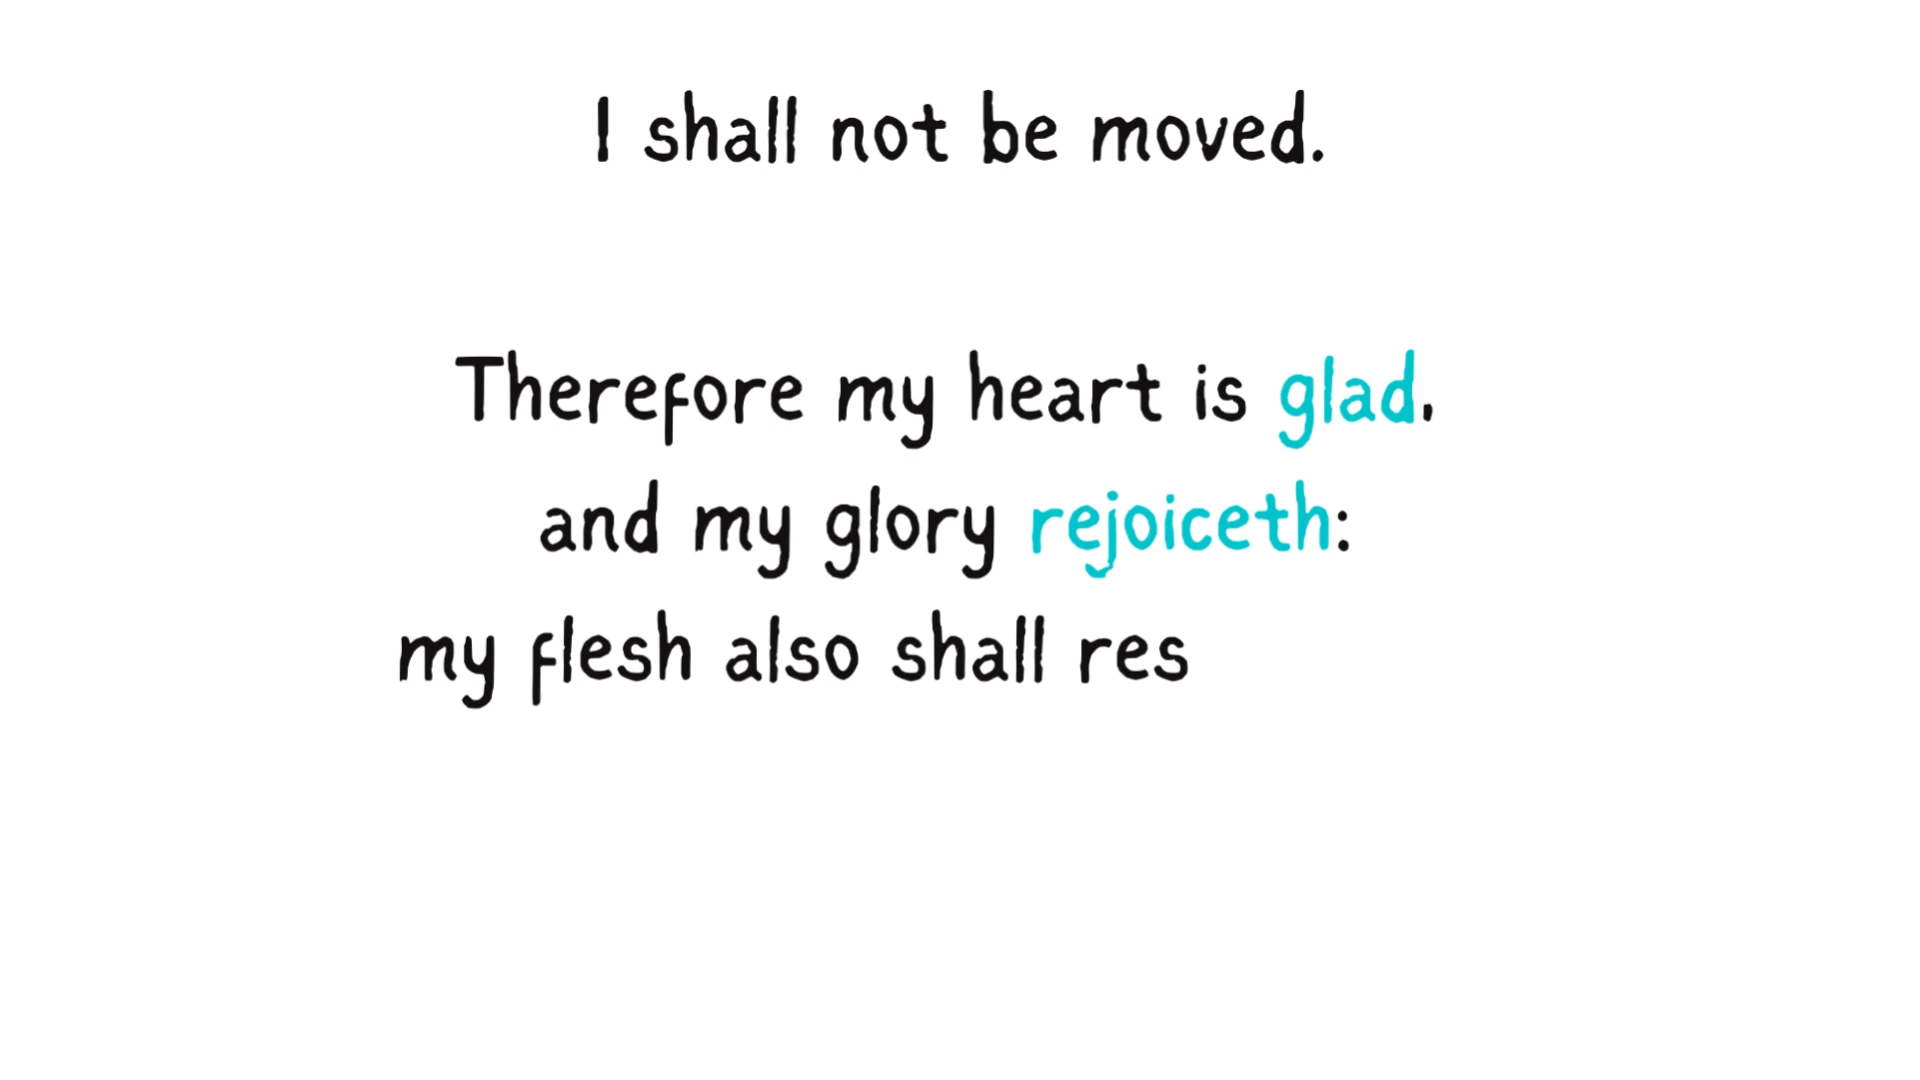 I shall not be moved.
Therefore my heart is glad,
and my glory rejoiceth:
my flesh also shall res